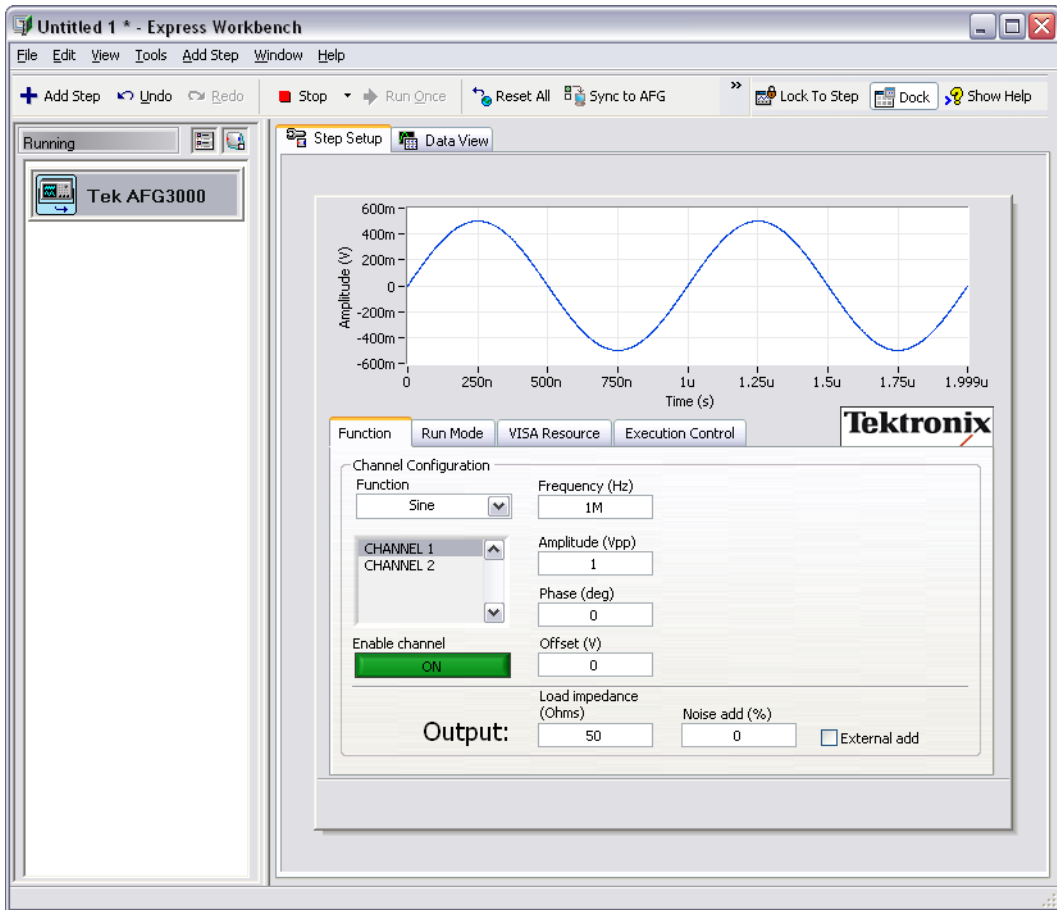 Untitled 1 * - Express Workbench
File Edit View Tools Add Step Window Help
Add Step Undo Redo Stop Run Once Reset All Sync to AFG » Lock To Step Dock Show Help
Running
Step Setup Data View
Tek AFG3000
600m
400m
200m
0
-200m
-400m
-600m
Amplitude (V)
0 250n 500n 750n 1u 1.25u 1.5u 1.75u 1.999u
Time (s)
Tektronix
Function Run Mode VISA Resource Execution Control
Channel Configuration
Function
Sine
Frequency (Hz)
1M
CHANNEL 1
CHANNEL 2
Amplitude (Vpp)
1
Phase (deg)
0
Enable channel
ON
Offset (V)
0
Output:
Load impedance
(Ohms)
50
Noise add (%)
0
External add